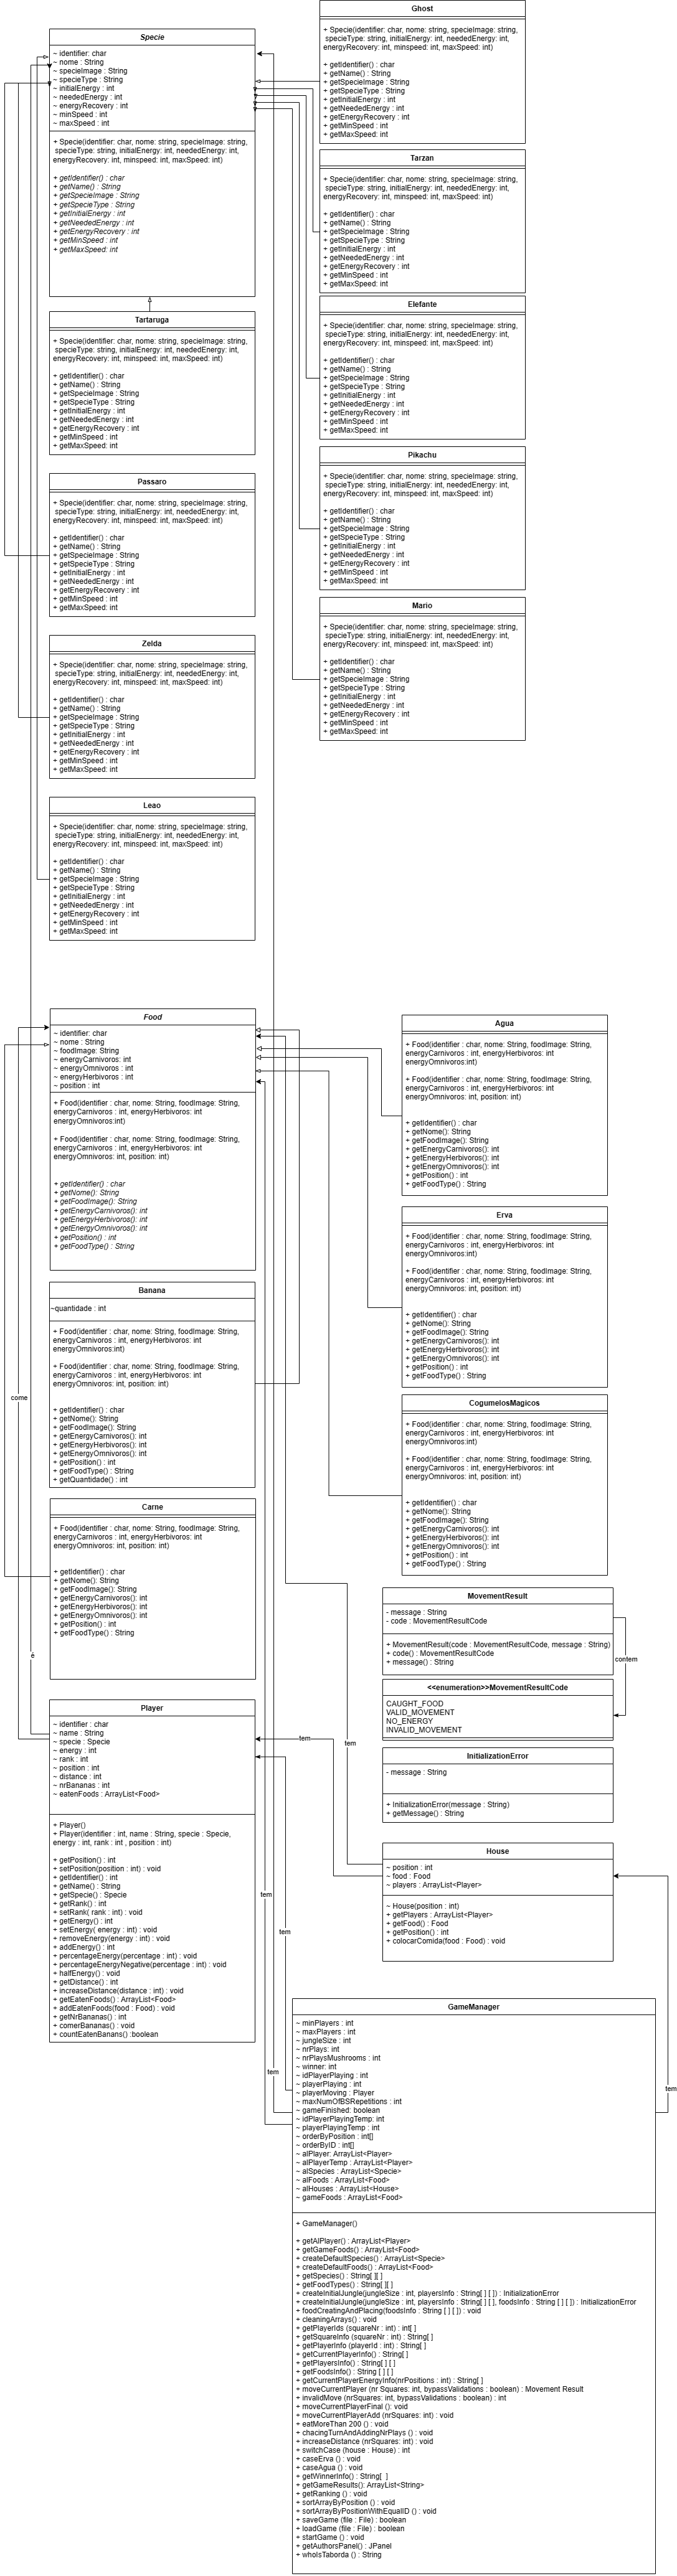 Specie
~ identifier: char
~ nome : String
~ specieImage : String
~ specieType : String
~ initialEnergy : int
~ neededEnergy : int
~ energyRecovery : int
~ minSpeed : int
~ maxSpeed : int
+ Specie(identifier: char, nome: string, specieImage: string,
specieType: string, initialEnergy: int, neededEnergy: int,
energyRecovery: int, minspeed: int, maxSpeed: int)
+ getIdentifier() : char
+ getName() : String
+ getSpecieImage : String
+ getSpecieType : String
+ getInitialEnergy : int
+ getNeededEnergy : int
+ getEnergyRecovery : int
+ getMinSpeed : int
+ getMaxSpeed: int
Ghost
+ Specie(identifier: char, nome: string, specieImage: string,
specieType: string, initialEnergy: int, neededEnergy: int,
energyRecovery: int, minspeed: int, maxSpeed: int)
+ getIdentifier() : char
+ getName() : String
+ getSpecieImage : String
+ getSpecieType : String
+ getInitialEnergy : int
+ getNeededEnergy : int
+ getEnergyRecovery : int
+ getMinSpeed : int
+ getMaxSpeed: int
Tarzan
+ Specie(identifier: char, nome: string, specieImage: string,
specieType: string, initialEnergy: int, neededEnergy: int,
energyRecovery: int, minspeed: int, maxSpeed: int)
+ getIdentifier() : char
+ getName() : String
+ getSpecieImage : String
+ getSpecieType : String
+ getInitialEnergy : int
+ getNeededEnergy : int
+ getEnergyRecovery : int
+ getMinSpeed : int
+ getMaxSpeed: int
Elefante
+ Specie(identifier: char, nome: string, specieImage: string,
specieType: string, initialEnergy: int, neededEnergy: int,
energyRecovery: int, minspeed: int, maxSpeed: int)
+ getIdentifier() : char
+ getName() : String
+ getSpecieImage : String
+ getSpecieType : String
+ getInitialEnergy : int
+ getNeededEnergy : int
+ getEnergyRecovery : int
+ getMinSpeed : int
+ getMaxSpeed: int
Pikachu
+ Specie(identifier: char, nome: string, specieImage: string,
specieType: string, initialEnergy: int, neededEnergy: int,
energyRecovery: int, minspeed: int, maxSpeed: int)
+ getIdentifier() : char
+ getName() : String
+ getSpecieImage : String
+ getSpecieType : String
+ getInitialEnergy : int
+ getNeededEnergy : int
+ getEnergyRecovery : int
+ getMinSpeed : int
+ getMaxSpeed: int
Mario
+ Specie(identifier: char, nome: string, specieImage: string,
specieType: string, initialEnergy: int, neededEnergy: int,
energyRecovery: int, minspeed: int, maxSpeed: int)
+ getIdentifier() : char
+ getName() : String
+ getSpecieImage : String
+ getSpecieType : String
+ getInitialEnergy : int
+ getNeededEnergy : int
+ getEnergyRecovery : int
+ getMinSpeed : int
+ getMaxSpeed: int
Tartaruga
+ Specie(identifier: char, nome: string, specieImage: string,
specieType: string, initialEnergy: int, neededEnergy: int,
energyRecovery: int, minspeed: int, maxSpeed: int)
+ getIdentifier() : char
+ getName() : String
+ getSpecieImage : String
+ getSpecieType : String
+ getInitialEnergy : int
+ getNeededEnergy : int
+ getEnergyRecovery : int
+ getMinSpeed : int
+ getMaxSpeed: int
Passaro
+ Specie(identifier: char, nome: string, specieImage: string,
specieType: string, initialEnergy: int, neededEnergy: int,
energyRecovery: int, minspeed: int, maxSpeed: int)
+ getIdentifier() : char
+ getName() : String
+ getSpecieImage : String
+ getSpecieType : String
+ getInitialEnergy : int
+ getNeededEnergy : int
+ getEnergyRecovery : int
+ getMinSpeed : int
+ getMaxSpeed: int
Zelda
+ Specie(identifier: char, nome: string, specieImage: string,
specieType: string, initialEnergy: int, neededEnergy: int,
energyRecovery: int, minspeed: int, maxSpeed: int)
+ getIdentifier() : char
+ getName() : String
+ getSpecieImage : String
+ getSpecieType : String
+ getInitialEnergy : int
+ getNeededEnergy : int
+ getEnergyRecovery : int
+ getMinSpeed : int
+ getMaxSpeed: int
Leao
+ Specie(identifier: char, nome: string, specieImage: string,
specieType: string, initialEnergy: int, neededEnergy: int,
energyRecovery: int, minspeed: int, maxSpeed: int)
+ getIdentifier() : char
+ getName() : String
+ getSpecieImage : String
+ getSpecieType : String
+ getInitialEnergy : int
+ getNeededEnergy : int
+ getEnergyRecovery : int
+ getMinSpeed : int
+ getMaxSpeed: int
Food
~ identifier: char
~ nome : String
~ foodImage: String
~ energyCarnivoros: int
~ energyOmnivoros : int
~ energyHerbivoros : int
~ position : int
+ Food(identifier : char, nome: String, foodImage: String,
energyCarnivoros : int, energyHerbivoros: int
energyOmnivoros:int)
+ Food(identifier : char, nome: String, foodImage: String,
energyCarnivoros : int, energyHerbivoros: int
energyOmnivoros: int, position: int)
+ getIdentifier() : char
+ getNome(): String
+ getFoodImage(): String
+ getEnergyCarnivoros(): int
+ getEnergyHerbivoros(): int
+ getEnergyOmnivoros(): int
+ getPosition() : int
+ getFoodType() : String
Agua
+ Food(identifier : char, nome: String, foodImage: String,
energyCarnivoros : int, energyHerbivoros: int
energyOmnivoros:int)
+ Food(identifier : char, nome: String, foodImage: String,
energyCarnivoros : int, energyHerbivoros: int
energyOmnivoros: int, position: int)
+ getIdentifier() : char
+ getNome(): String
+ getFoodImage(): String
+ getEnergyCarnivoros(): int
+ getEnergyHerbivoros(): int
+ getEnergyOmnivoros(): int
+ getPosition() : int
+ getFoodType() : String
Erva
+ Food(identifier : char, nome: String, foodImage: String,
energyCarnivoros : int, energyHerbivoros: int
energyOmnivoros:int)
+ Food(identifier : char, nome: String, foodImage: String,
energyCarnivoros : int, energyHerbivoros: int
energyOmnivoros: int, position: int)
+ getIdentifier() : char
+ getNome(): String
+ getFoodImage(): String
+ getEnergyCarnivoros(): int
+ getEnergyHerbivoros(): int
+ getEnergyOmnivoros(): int
+ getPosition() : int
+ getFoodType() : String
CogumelosMagicos
+ Food(identifier : char, nome: String, foodImage: String,
energyCarnivoros : int, energyHerbivoros: int
energyOmnivoros:int)
+ Food(identifier : char, nome: String, foodImage: String,
energyCarnivoros : int, energyHerbivoros: int
energyOmnivoros: int, position: int)
+ getIdentifier() : char
+ getNome(): String
+ getFoodImage(): String
+ getEnergyCarnivoros(): int
+ getEnergyHerbivoros(): int
+ getEnergyOmnivoros(): int
+ getPosition() : int
+ getFoodType() : String
Banana
~quantidade : int
+ Food(identifier : char, nome: String, foodImage: String,
energyCarnivoros : int, energyHerbivoros: int
energyOmnivoros:int)
+ Food(identifier : char, nome: String, foodImage: String,
energyCarnivoros : int, energyHerbivoros: int
energyOmnivoros: int, position: int)
+ getIdentifier() : char
+ getNome(): String
+ getFoodImage(): String
+ getEnergyCarnivoros(): int
+ getEnergyHerbivoros(): int
+ getEnergyOmnivoros(): int
+ getPosition() : int
+ getFoodType() : String
+ getQuantidade() : int
come
Carne
+ Food(identifier : char, nome: String, foodImage: String,
energyCarnivoros : int, energyHerbivoros: int
energyOmnivoros: int, position: int)
+ getIdentifier() : char
+ getNome(): String
+ getFoodImage(): String
+ getEnergyCarnivoros(): int
+ getEnergyHerbivoros(): int
+ getEnergyOmnivoros(): int
+ getPosition() : int
+ getFoodType() : String
é
MovementResult
- message : String
- code : MovementResultCode
+ MovementResult(code : MovementResultCode, message : String)
+ code() : MovementResultCode
+ message() : String
contem
<<enumeration>>MovementResultCode
CAUGHT_FOOD
VALID_MOVEMENT
NO_ENERGY
INVALID_MOVEMENT
InitializationError
- message : String
+ InitializationError(message : String)
+ getMessage() : String
Player
~ identifier : char
~ name : String
~ specie : Specie
~ energy : int
~ rank : int
~ position : int
~ distance : int
~ nrBananas : int
~ eatenFoods : ArrayList<Food>
+ Player()
+ Player(identifier : int, name : String, specie : Specie,
energy : int, rank : int , position : int)
+ getPosition() : int
+ setPosition(position : int) : void
+ getIdentifier() : int
+ getName() : String
+ getSpecie() : Specie
+ getRank() : int
+ setRank( rank : int) : void
+ getEnergy() : int
+ setEnergy( energy : int) : void
+ removeEnergy(energy : int) : void
+ addEnergy() : int
+ percentageEnergy(percentage : int) : void
+ percentageEnergyNegative(percentage : int) : void
+ halfEnergy() : void
+ getDistance() : int
+ increaseDistance(distance : int) : void
+ getEatenFoods() : ArrayList<Food>
+ addEatenFoods(food : Food) : void
+ getNrBananas() : int
+ comerBananas() : void
+ countEatenBanans() :boolean
tem
tem
House
~ position : int
~ food : Food
~ players : ArrayList<Player>
~ House(position : int)
+ getPlayers : ArrayList<Player>
+ getFood() : Food
+ getPosition() : int
+ colocarComida(food : Food) : void
tem
tem
tem
tem
GameManager
~ minPlayers : int
~ maxPlayers : int
~ jungleSize : int
~ nrPlays: int
~ nrPlaysMushrooms : int
~ winner: int
~ idPlayerPlaying : int
~ playerPlaying : int
~ playerMoving : Player
~ maxNumOfBSRepetitions : int
~ gameFinished: boolean
~ idPlayerPlayingTemp: int
~ playerPlayingTemp : int
~ orderByPosition : int[]
~ orderByID : int[]
~ alPlayer: ArrayList<Player>
~ alPlayerTemp : ArrayList<Player>
~ alSpecies : ArrayList<Specie>
~ alFoods : ArrayList<Food>
~ alHouses : ArrayList<House>
~ gameFoods : ArrayList<Food>
+ GameManager()
+ getAlPlayer() : ArrayList<Player>
+ getGameFoods() : ArrayList<Food>
+ createDefaultSpecies() : ArrayList<Specie>
+ createDefaultFoods() : ArrayList<Food>
+ getSpecies() : String[ ][ ]
+ getFoodTypes() : String[ ][ ]
+ createInitialJungle(jungleSize : int, playersInfo : String[ ] [ ]) : InitializationError
+ createInitialJungle(jungleSize : int, playersInfo : String[ ] [ ], foodsInfo : String [ ] [ ]) : InitializationError
+ foodCreatingAndPlacing(foodsInfo : String [ ] [ ]) : void
+ cleaningArrays() : void
+ getPlayerIds (squareNr : int) : int[ ]
+ getSquareInfo (squareNr : int) : String[ ]
+ getPlayerInfo (playerId : int) : String[ ]
+ getCurrentPlayerInfo() : String[ ]
+ getPlayersInfo() : String[ ] [ ]
+ getFoodsInfo() : String [ ] [ ]
+ getCurrentPlayerEnergyInfo(nrPositions : int) : String[ ]
+ moveCurrentPlayer (nr Squares: int, bypassValidations : boolean) : Movement Result
+ invalidMove (nrSquares: int, bypassValidations : boolean) : int
+ moveCurrentPlayerFinal (): void
+ moveCurrentPlayerAdd (nrSquares: int) : void
+ eatMoreThan 200 () : void
+ chacingTurnAndAddingNrPlays () : void
+ increaseDistance (nrSquares: int) : void
+ switchCase (house : House) : int
+ caseErva () : void
+ caseAgua () : void
+ getWinnerInfo() : String[ ]
+ getGameResults(): ArrayList<String>
+ getRanking () : void
+ sortArrayByPosition () : void
+ sortArrayByPositionWithEqualID () : void
+ saveGame (file : File) : boolean
+ loadGame (file : File) : boolean
+ startGame () : void
+ getAuthorsPanel() : JPanel
+ whoIsTaborda () : String